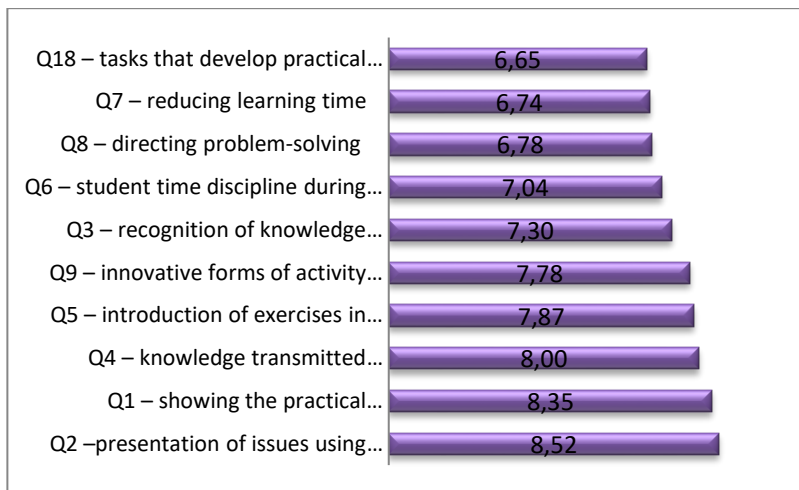 Q18 – tasks that develop practical… 6,65
Q7 – reducing learning time 6,74
Q8 – directing problem-solving 6,78
Q6 – student time discipline during… 7,04
Q3 – recognition of knowledge… 7,30
Q9 – innovative forms of activity… 7,78
Q5 – introduction of exercises in… 7,87
Q4 – knowledge transmitted… 8,00
Q1 – showing the practical… 8,35
Q2 –presentation of issues using… 8,52